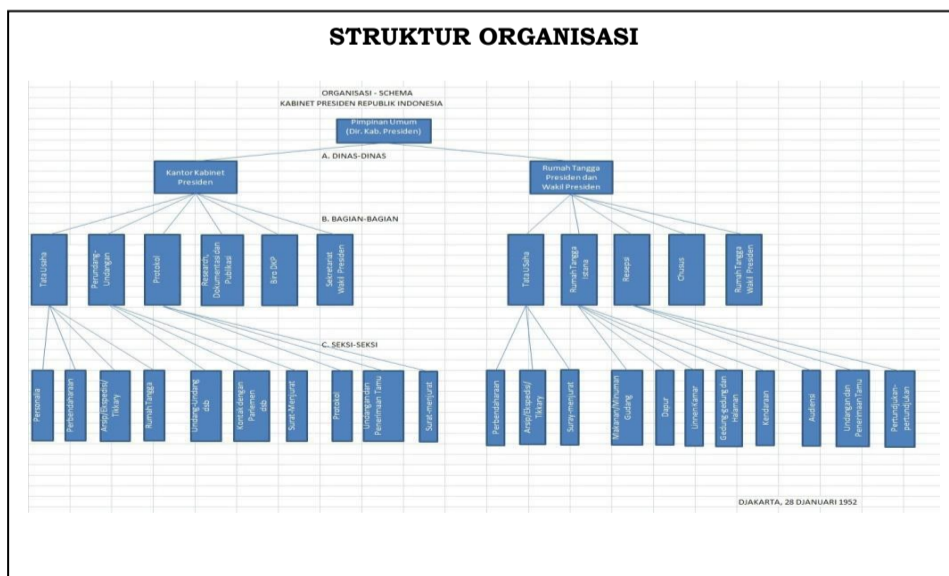 STRUKTUR ORGANISASI
ORGANISASI - SCHEMA
KABINET PRESIDEN REPUBLIK INDONESIA
Pimpinan Umum
(Dir. Kab. Presiden)
A. DINAS-DINAS
Kantor Kabinet
Presiden
Rumah Tangga
Presiden dan
Wakil Presiden
B. BAGIAN-BAGIAN
Tata Usaha
Perundang-
Undangan
Protokol
Research,
Dokumentasi dan
Publikasi
Biro DKP
Sekretariat
Wakil Presiden
Tata USaha
Rumah Tangga
Istana
Resepsi
Chusus
Rumah Tangga
Wakil Presiden
C. SEKSI-SEKSI
Personalia
Perbendaharaan
Arsip/Ekspedisi/
Tikkary
Rumah Tangga
Undang-undang
dsb
Kontak dengan
Parlemen
dsb
Surat-Menjurat
Protokol
Undangan dan
Penerimaan Tamu
Surat-menjurat
Perbendaharaan
Arsip/Ekspedisi/
Tikkary
Suray-menjurat
Makanan/Minuman
Gudang
Dapur
Linren Kamar
Gedung-gedung dan
Halaman
Kendaraan
Audiensi
Undangan dan
Penerimaan Tamu
Pertundjukan-
pertundjukan
DJAKARTA, 28 DJANUARI 1952